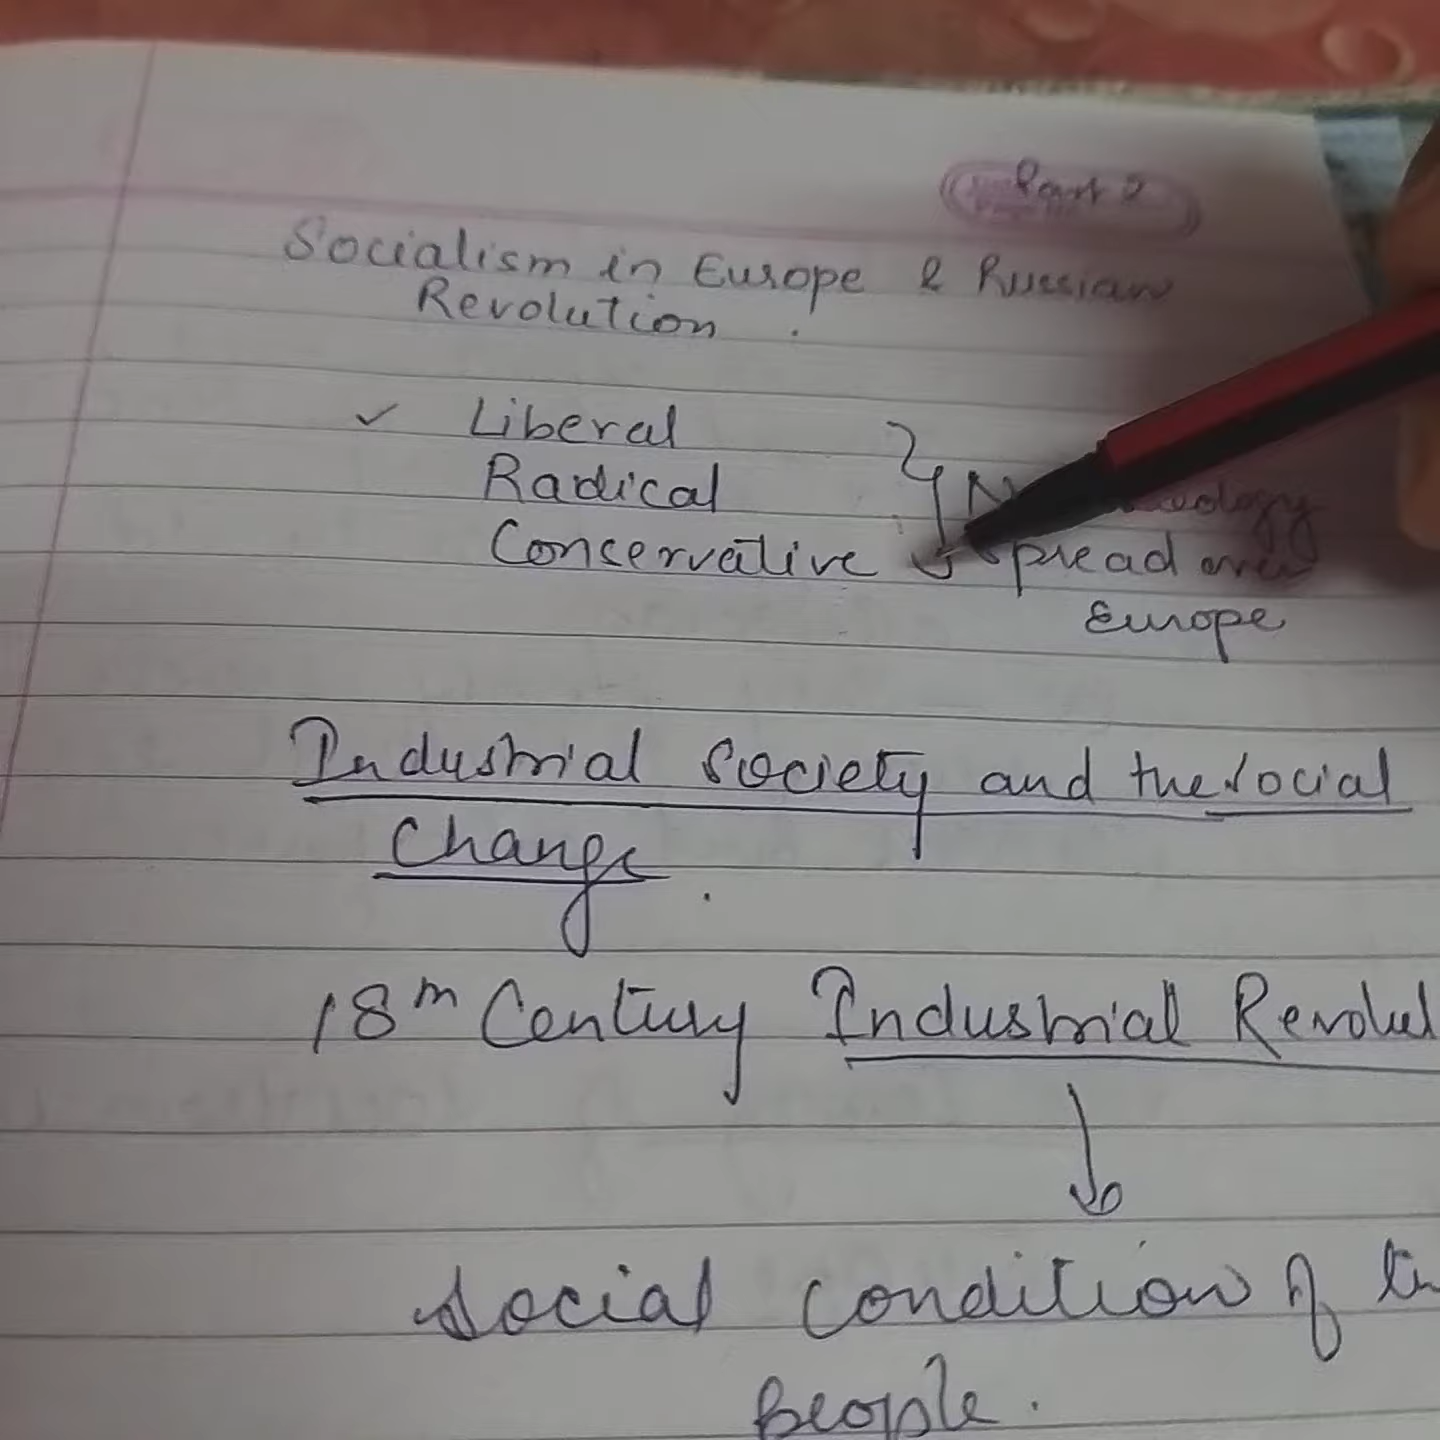 Part 2
Socialism in Europe & Russian
Revolution.
Liberal
Radical
Conservative
spread over
Europe
Industrial Society and the social
Change.
18th Century Industrial Revolut
social condition of
people.